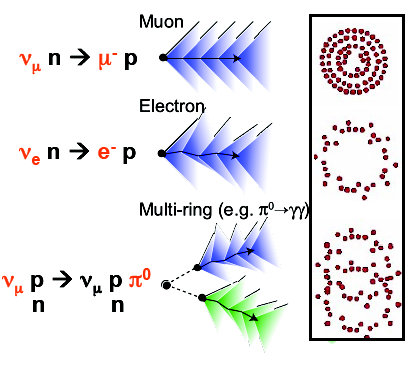 Muon
νμ n → μ- p
Electron
νe n → e- p
Multi-ring (e.g. π⁰→γγ)
νμ p → νμ p π⁰
n n